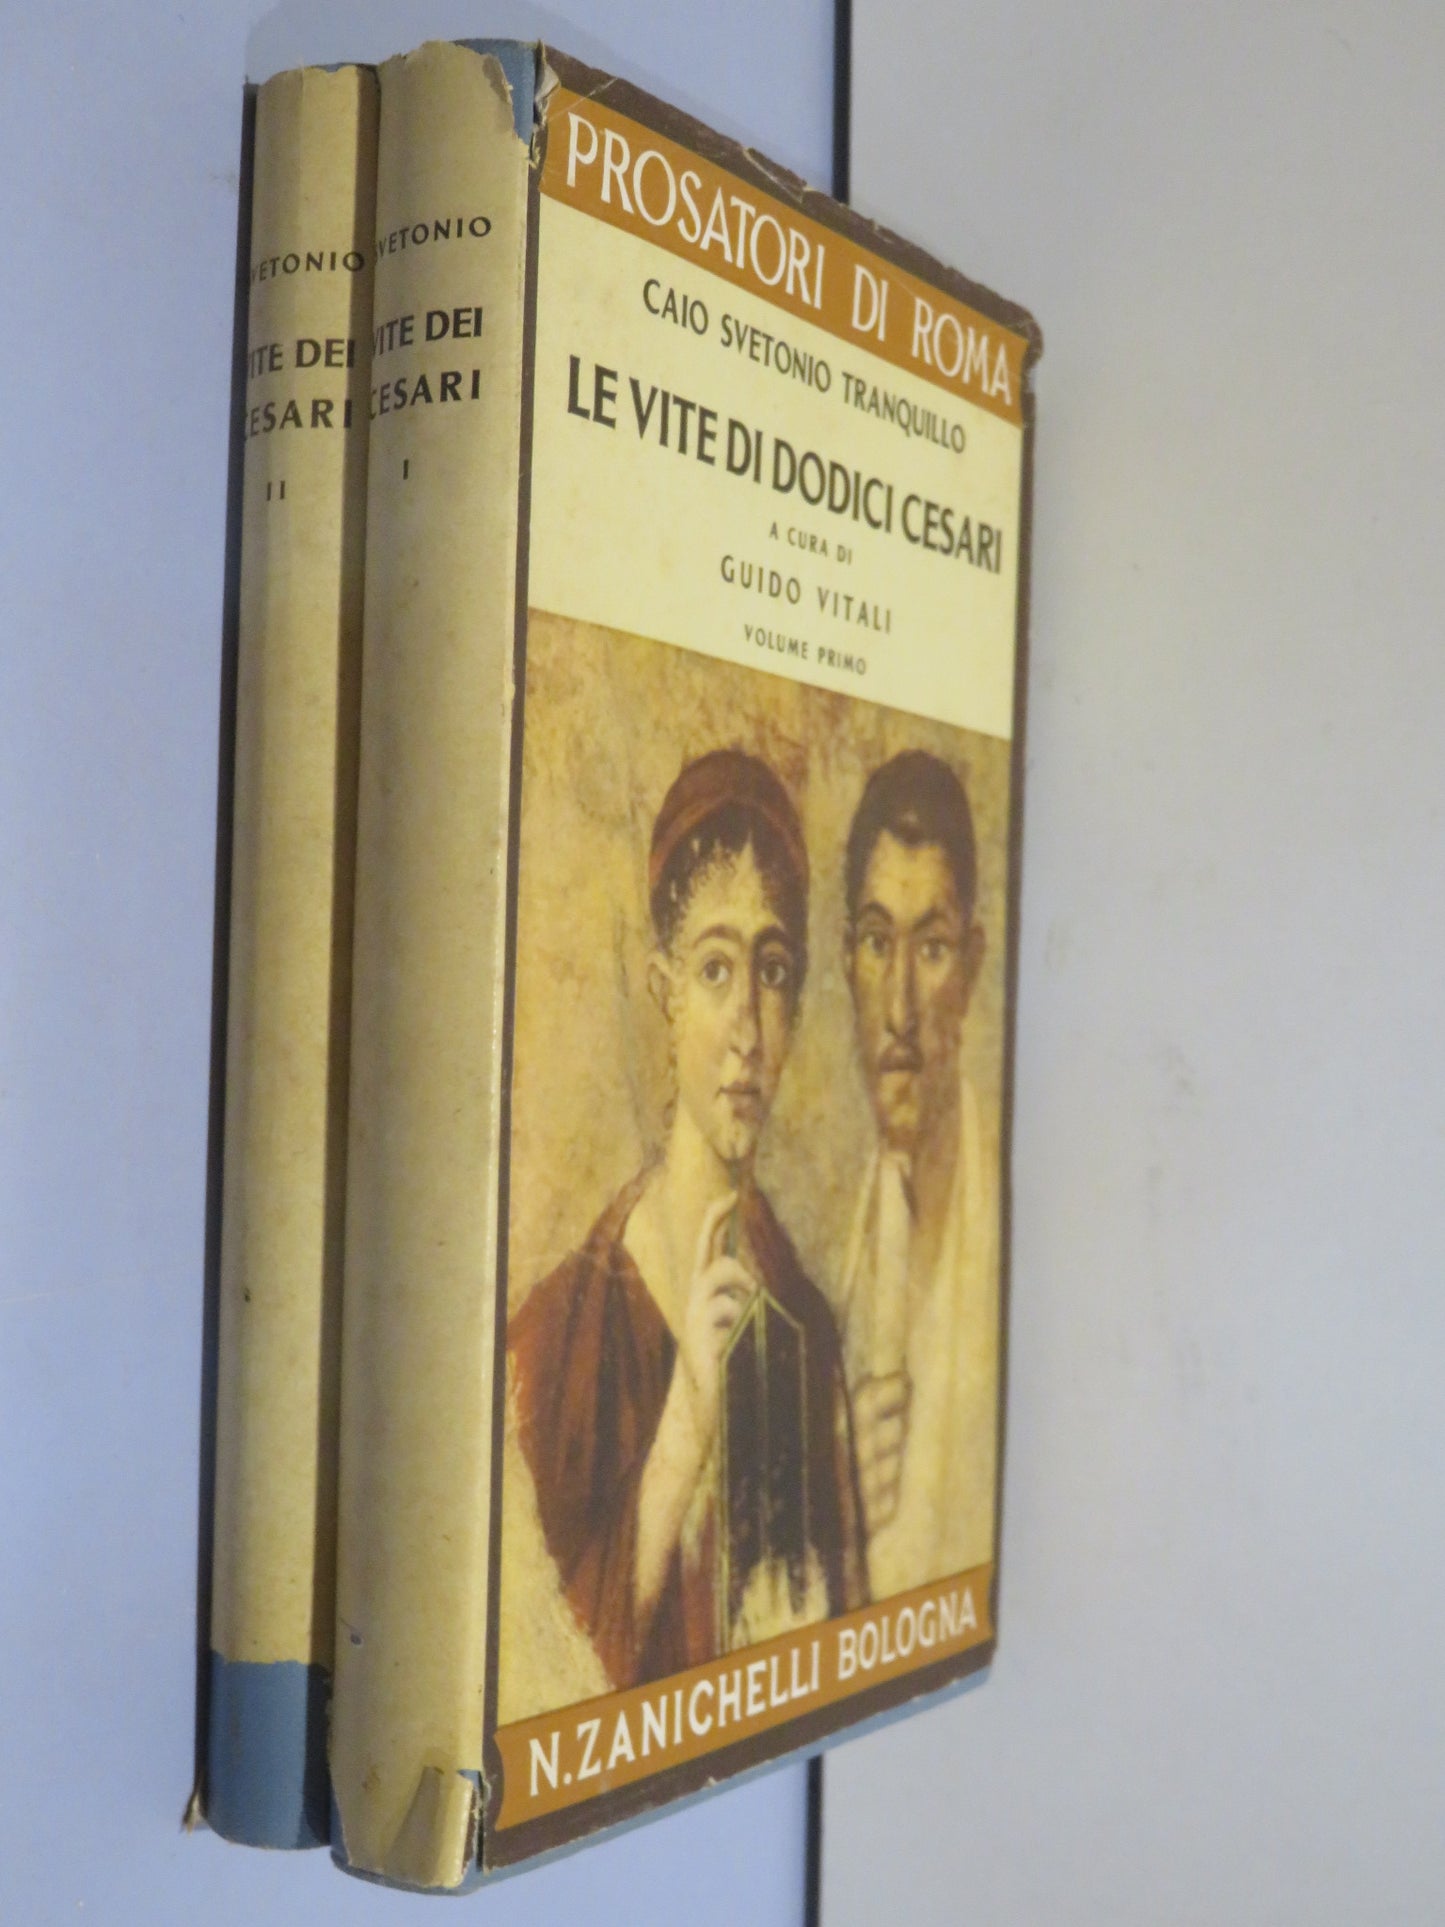 SVETONIO
VITE DEI
CESARI
II
SVETONIO
VITE DEI
CESARI
I
PROSATORI DI ROMA
CAIO SVETONIO TRANQUILLO
LE VITE DI DODICI CESARI
A CURA DI
GUIDO VITALI
VOLUME PRIMO
N. ZANICHELLI BOLOGNA